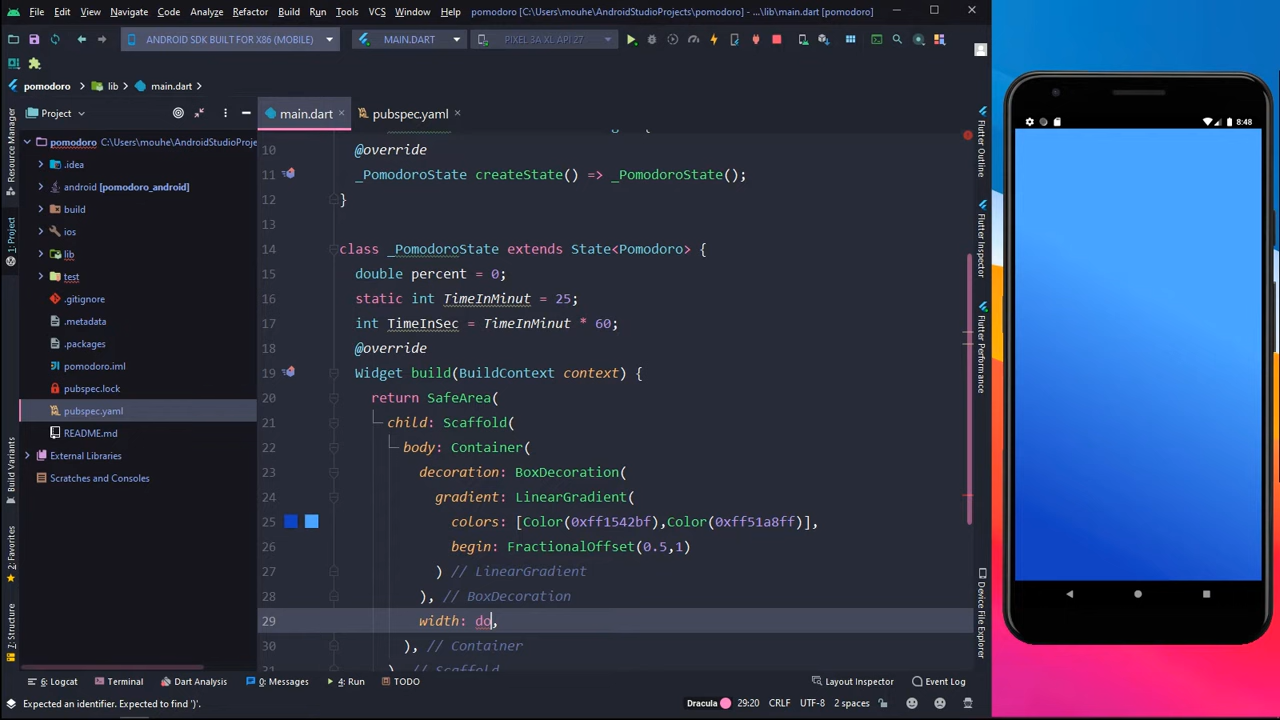 File Edit View Navigate Code Analyze Refactor Build Run Tools VCS Window pomodoro [C:\Users\mouhe\AndroidStudioProjects\pomodoro] - ...\lib\main.dart [pomodoro]
ANDROID SDK BUILT FOR X86 (MOBILE) MAIN.DART PIXEL 3A XL API 27
pomodoro lib main.dart
Project main.dart pubspec.yaml
pomodoro C:\Users\mouhe\AndroidStudioProje
.idea
android [pomodoro_android]
build
ios
lib
test
.gitignore
.metadata
.packages
pomodoro.iml
pubspec.lock
pubspec.yaml
README.md
External Libraries
Scratches and Consoles
Resource Manager
1: Project
Build Variants
2: Favorites
7: Structure
10 @override
11 _PomodoroState createState() => _PomodoroState();
12 }
13
14 class _PomodoroState extends State<Pomodoro> {
15 double percent = 0;
16 static int TimeInMinut = 25;
17 int TimeInSec = TimeInMinut * 60;
18 @override
19 Widget build(BuildContext context) {
20 return SafeArea(
21 child: Scaffold(
22 body: Container(
23 decoration: BoxDecoration(
24 gradient: LinearGradient(
25 colors: [Color(0xff1542bf),Color(0xff51a8ff)],
26 begin: FractionalOffset(0.5,1)
27 ) // LinearGradient
28 ), // BoxDecoration
29 width: do,
30 ), // Container
31 ) // Scaffold
Flutter Outline
Flutter Inspector
Flutter Performance
Device File Explorer
8:48
6: Logcat Terminal Dart Analysis 0: Messages 4: Run TODO Layout Inspector Event Log
Expected an identifier. Expected to find ')'. Dracula 29:20 CRLF UTF-8 2 spaces